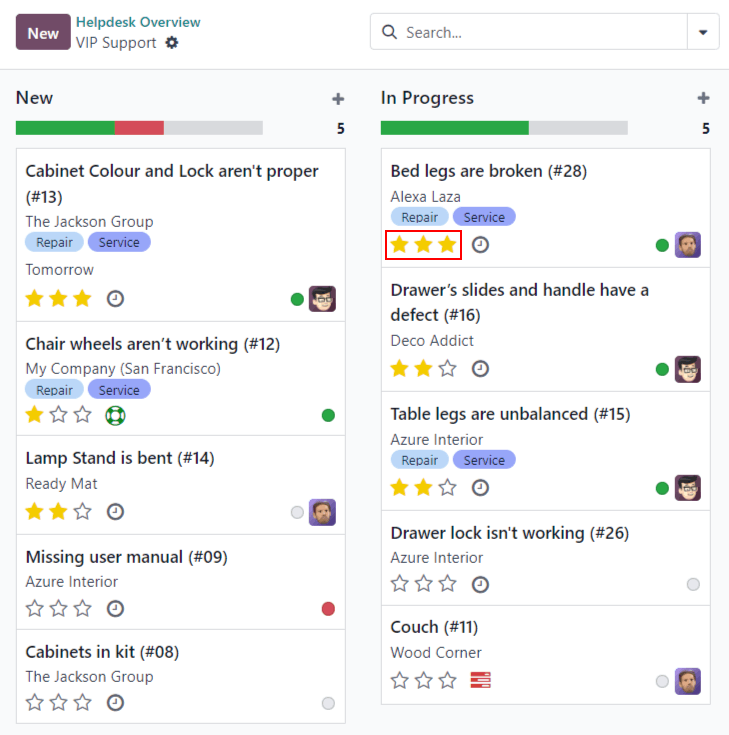 New
Helpdesk Overview
VIP Support
Search...
New
5
Cabinet Colour and Lock aren't proper
(#13)
The Jackson Group
Repair Service
Tomorrow
Chair wheels aren’t working (#12)
My Company (San Francisco)
Repair Service
Lamp Stand is bent (#14)
Ready Mat
Missing user manual (#09)
Azure Interior
Cabinets in kit (#08)
The Jackson Group
In Progress
5
Bed legs are broken (#28)
Alexa Laza
Repair Service
Drawer’s slides and handle have a
defect (#16)
Deco Addict
Table legs are unbalanced (#15)
Azure Interior
Repair Service
Drawer lock isn't working (#26)
Azure Interior
Couch (#11)
Wood Corner